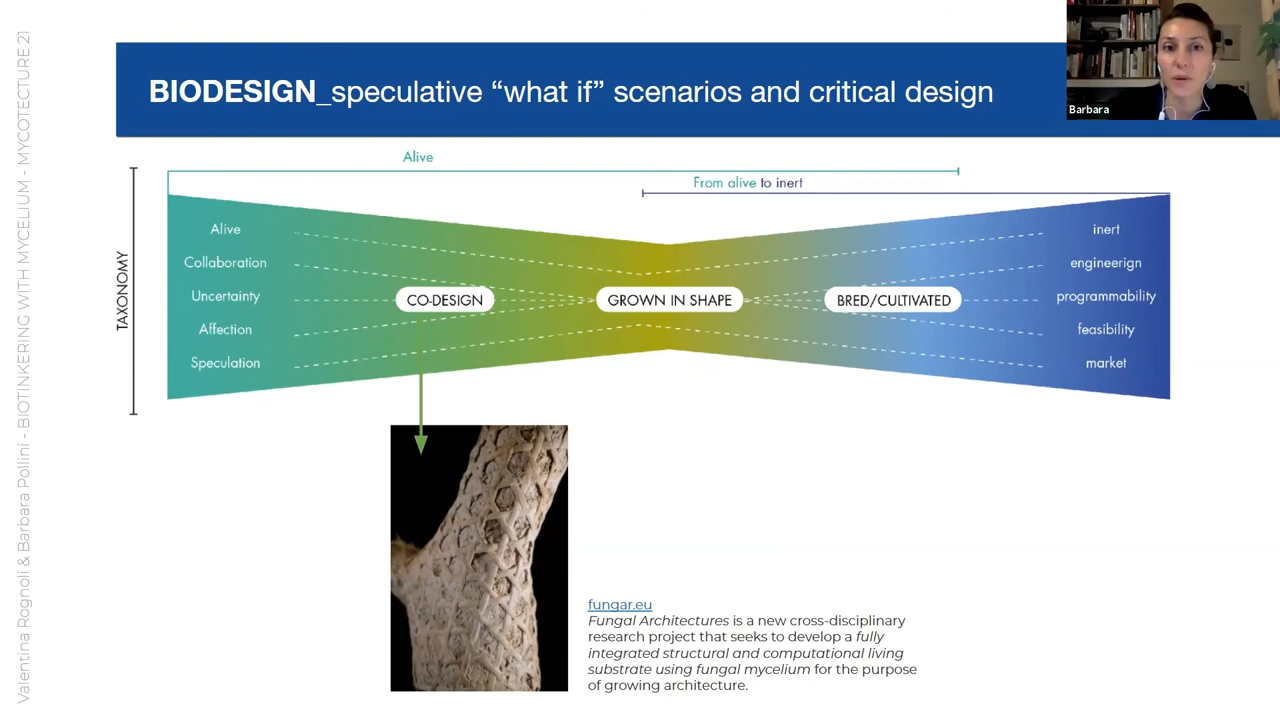 BIODESIGN_speculative “what if” scenarios and critical design
Barbara
Valentina Rognoli & Barbara Pollini - BIOTINKERING WITH MYCELIUM - MYCOTECTURE 21
Alive
From alive to inert
TAXONOMY
Alive
Collaboration
Uncertainty
Affection
Speculation
CO-DESIGN
GROWN IN SHAPE
BRED/CULTIVATED
inert
engineerign
programmability
feasibility
market
fungar.eu
Fungal Architectures is a new cross-disciplinary
research project that seeks to develop a fully
integrated structural and computational living
substrate using fungal mycelium for the purpose
of growing architecture.